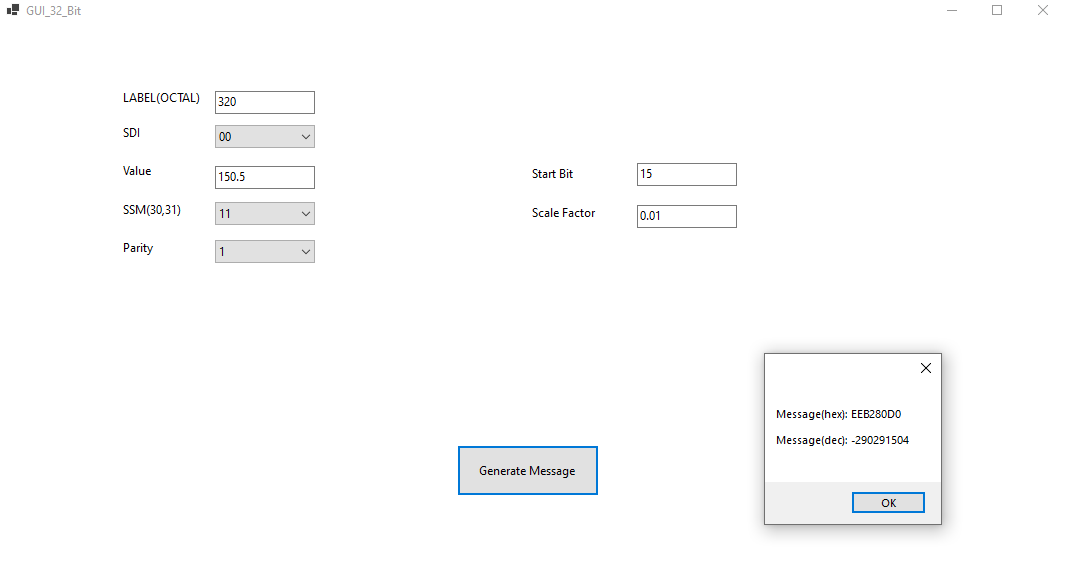 GUI_32_Bit
LABEL(OCTAL) 320
SDI 00
Value 150.5
SSM(30,31) 11
Parity 1
Start Bit 15
Scale Factor 0.01
Generate Message
Message(hex): EEB280D0
Message(dec): -290291504
OK